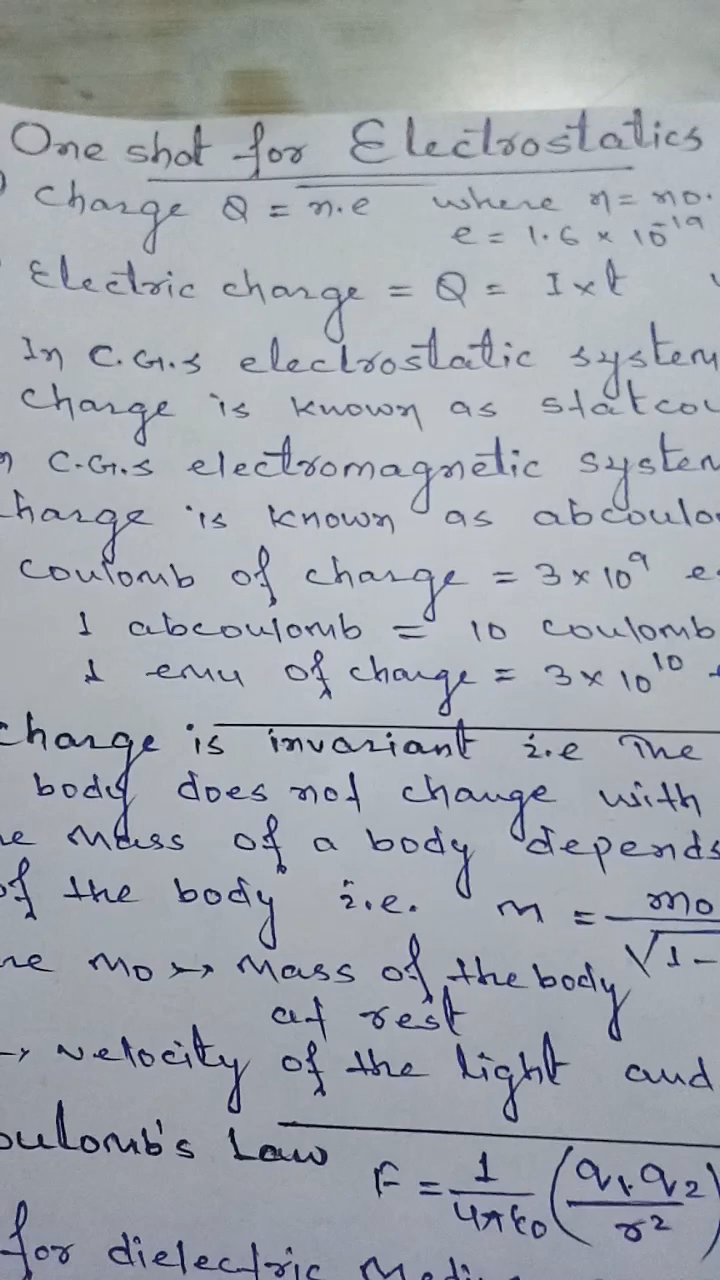 One shot for Electrostatics
Charge Q = n.e where n = no.
e = 1.6 × 10⁻¹⁹
Electric charge = Q = I×t
In C.G.S electrostatic system
Charge is known as statcou
n C.G.S electromagnetic system
harge is known as abcoulo
coulomb of charge = 3×10⁹ e
1 abcoulomb = 10 coulomb
1 emu of charge = 3×10¹⁰
charge is invariant i.e The
body does not change with
he Mass of a body depends
of the body i.e. m = mo/√1-
re Mo → Mass of the body
at rest
→ velocity of the light and
oulomb's Law F = 1/4πε0 (q1.q2/r²)
for dielectric Medi